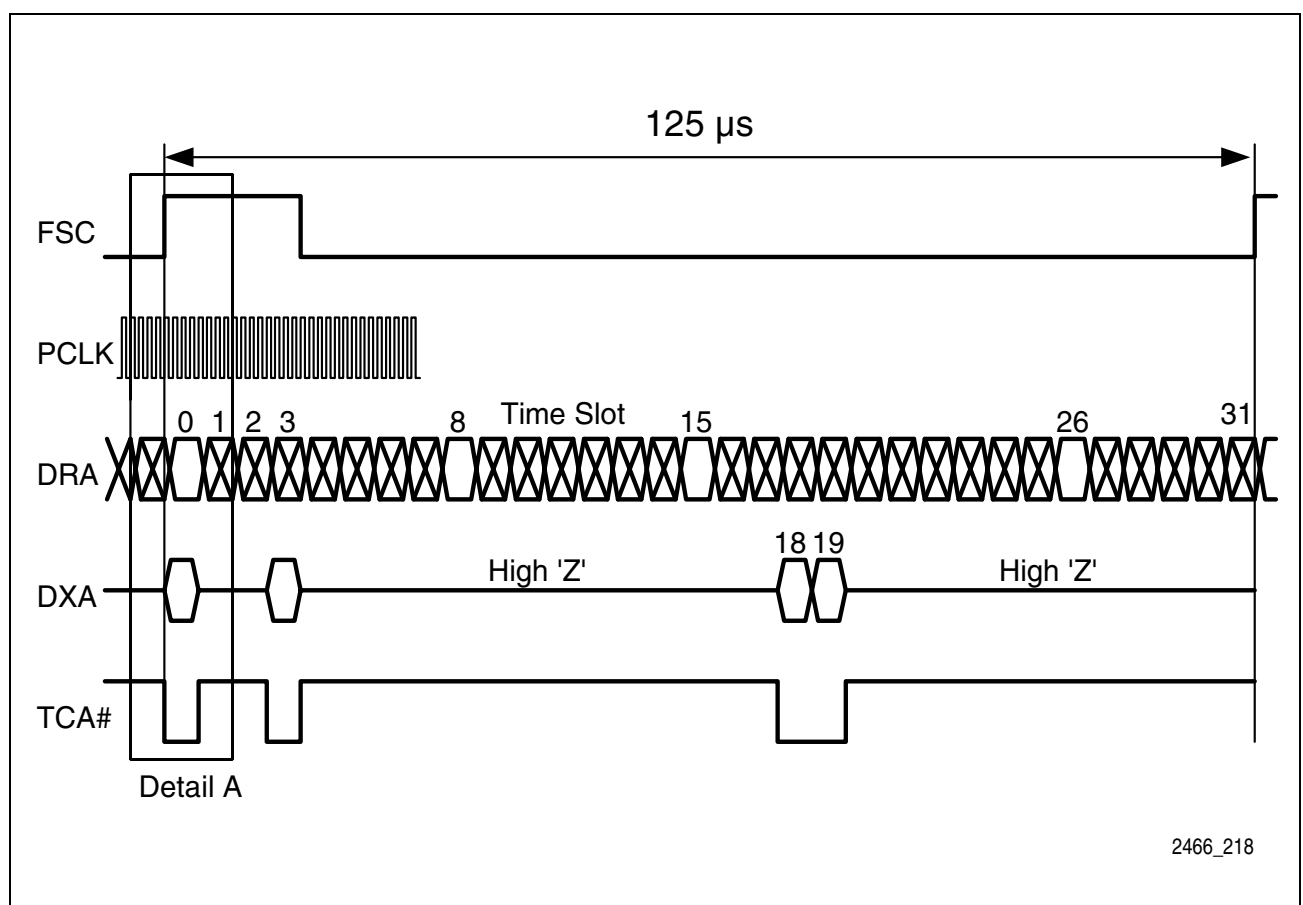 125 µs
FSC
PCLK
Time Slot
0 1 2 3 8 15 26 31
DRA
18 19
High 'Z' High 'Z'
DXA
TCA#
Detail A
2466_218